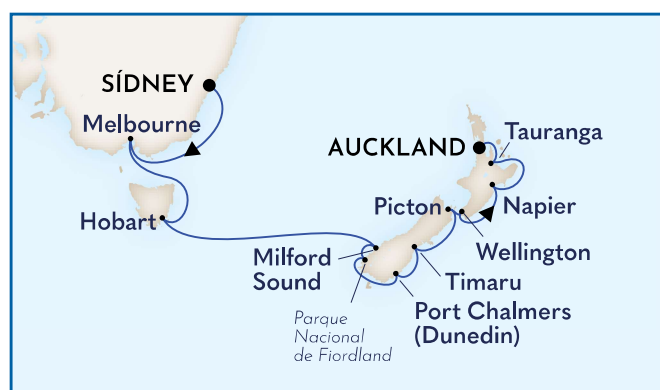 SÍDNEY
Melbourne
Hobart
AUCKLAND
Tauranga
Napier
Picton
Wellington
Milford
Sound
Timaru
Port Chalmers
(Dunedin)
Parque
Nacional
de Fiordland